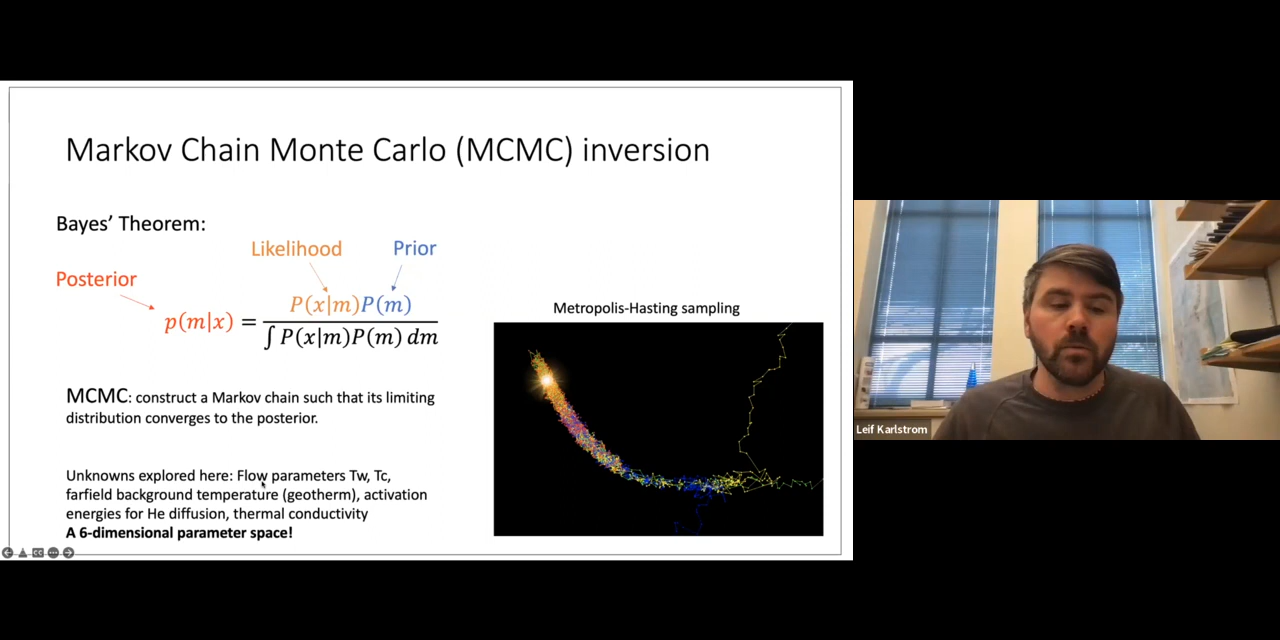 Markov Chain Monte Carlo (MCMC) inversion
Bayes' Theorem:
Likelihood
Prior
Posterior
p(m|x) = P(x|m)P(m) / ∫ P(x|m)P(m) dm
Metropolis-Hasting sampling
MCMC: construct a Markov chain such that its limiting
distribution converges to the posterior.
Unknowns explored here: Flow parameters Tw, Tc,
farfield background temperature (geotherm), activation
energies for He diffusion, thermal conductivity
A 6-dimensional parameter space!
Leif Karlstrom